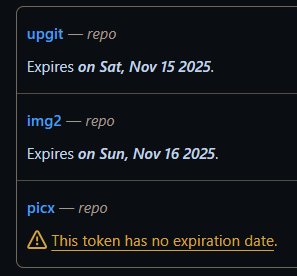 upgit — repo
Expires on Sat, Nov 15 2025.
img2 — repo
Expires on Sun, Nov 16 2025.
picx — repo
This token has no expiration date.